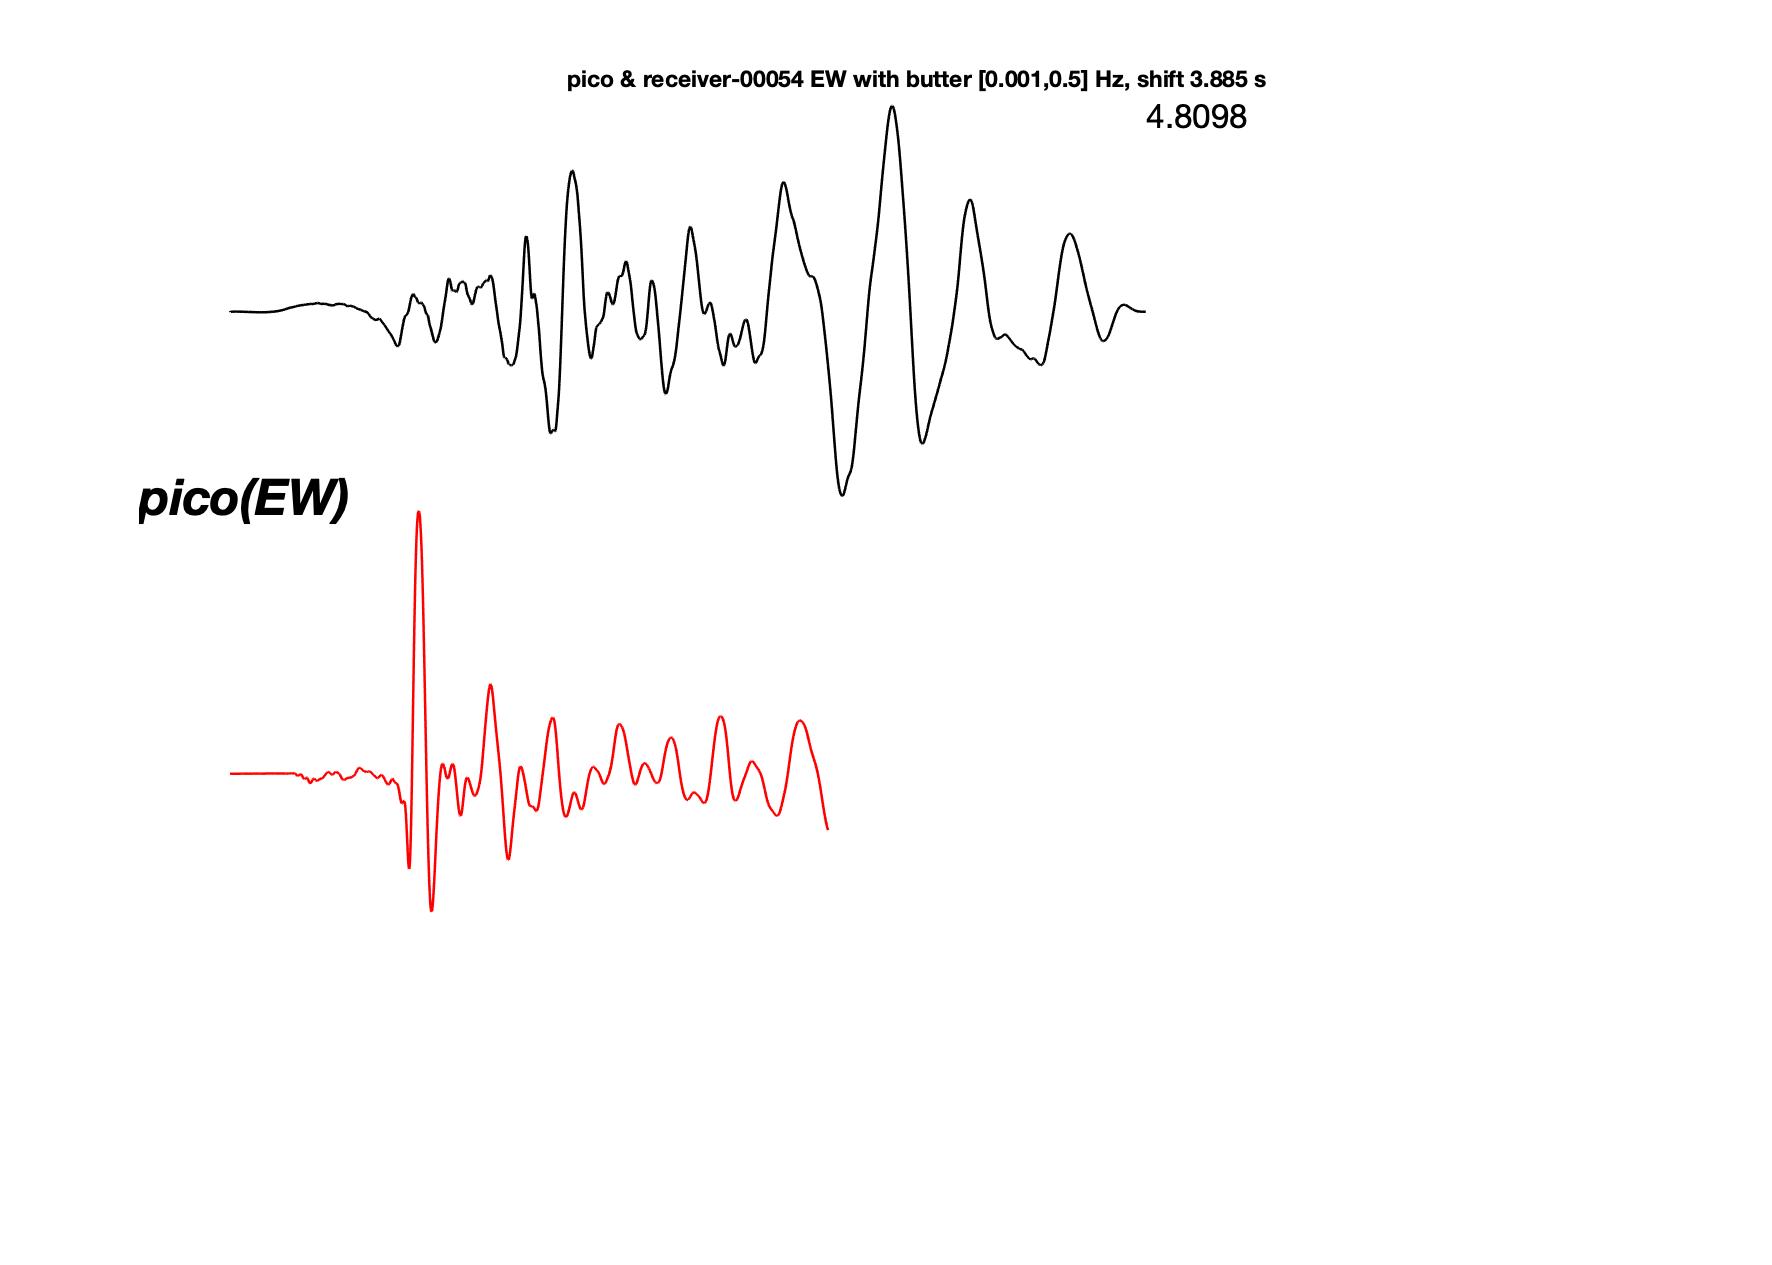 pico & receiver-00054 EW with butter [0.001,0.5] Hz, shift 3.885 s
4.8098
pico(EW)